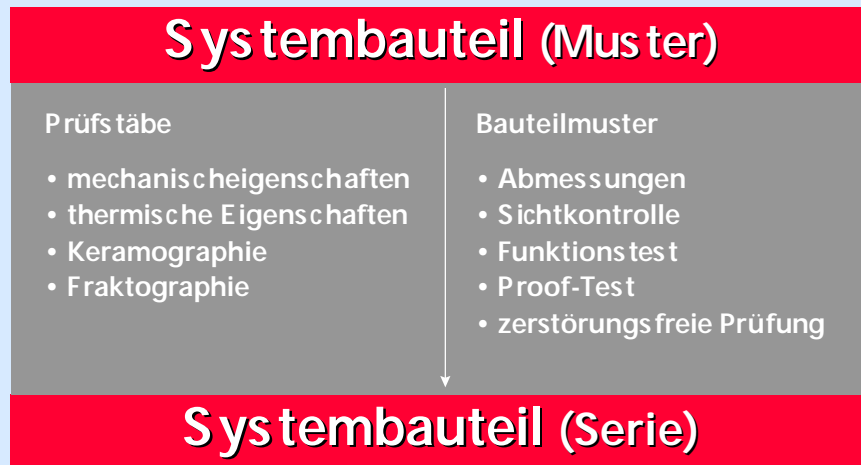 Systembauteil (Muster)
Prüfstäbe
• mechanischeigenschaften
• thermische Eigenschaften
• Keramographie
• Fraktographie
Bauteilmuster
• Abmessungen
• Sichtkontrolle
• Funktionstest
• Proof-Test
• zerstörungsfreie Prüfung
Systembauteil (Serie)